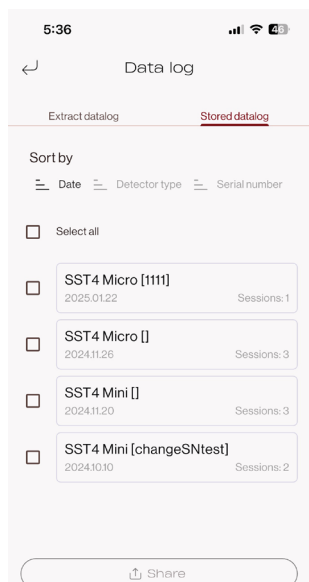 5:36
46
Data log
Extract datalog Stored datalog
Sort by
Date Detector type Serial number
Select all
SST4 Micro [1111]
2025.01.22 Sessions: 1
SST4 Micro []
2024.11.26 Sessions: 3
SST4 Mini []
2024.11.20 Sessions: 3
SST4 Mini [changeSNtest]
2024.10.10 Sessions: 2
Share